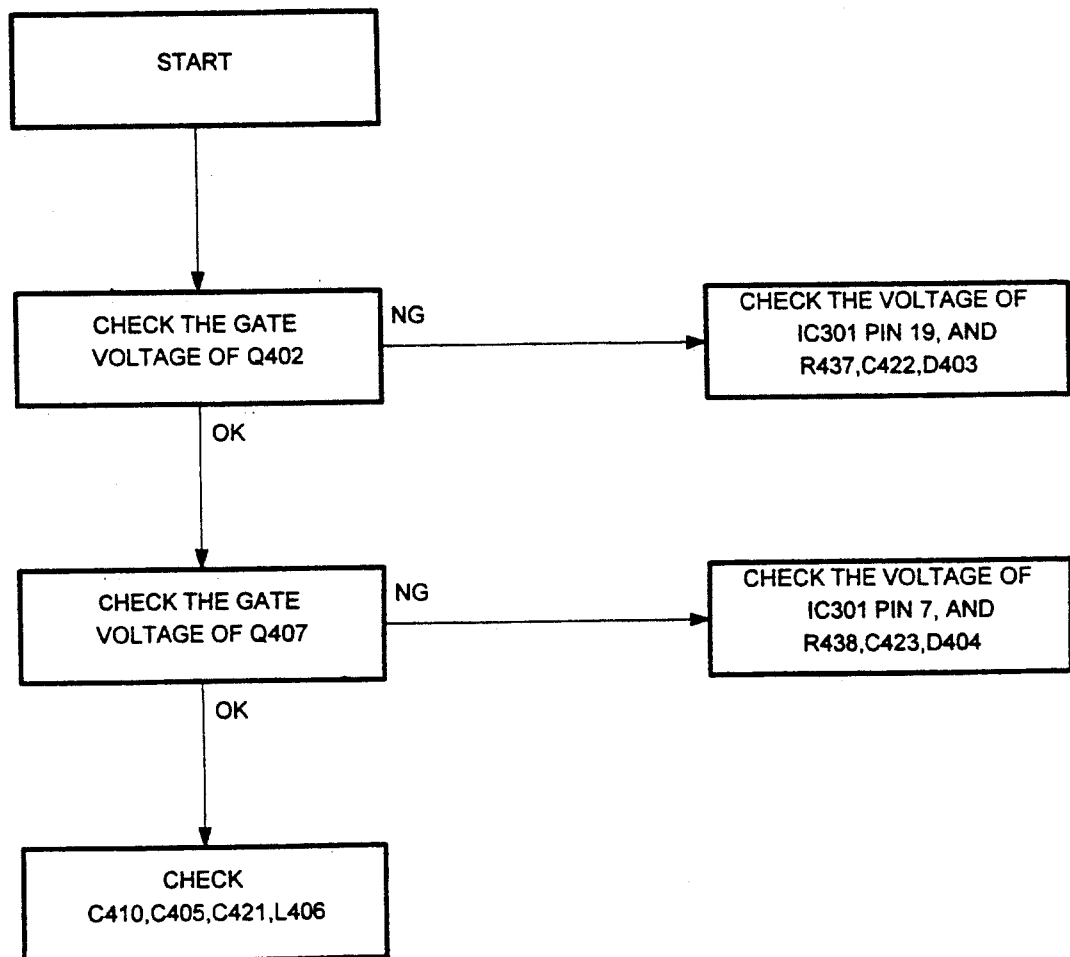 START
CHECK THE GATE
VOLTAGE OF Q402
NG
CHECK THE VOLTAGE OF
IC301 PIN 19, AND
R437,C422,D403
OK
CHECK THE GATE
VOLTAGE OF Q407
NG
CHECK THE VOLTAGE OF
IC301 PIN 7, AND
R438,C423,D404
OK
CHECK
C410,C405,C421,L406